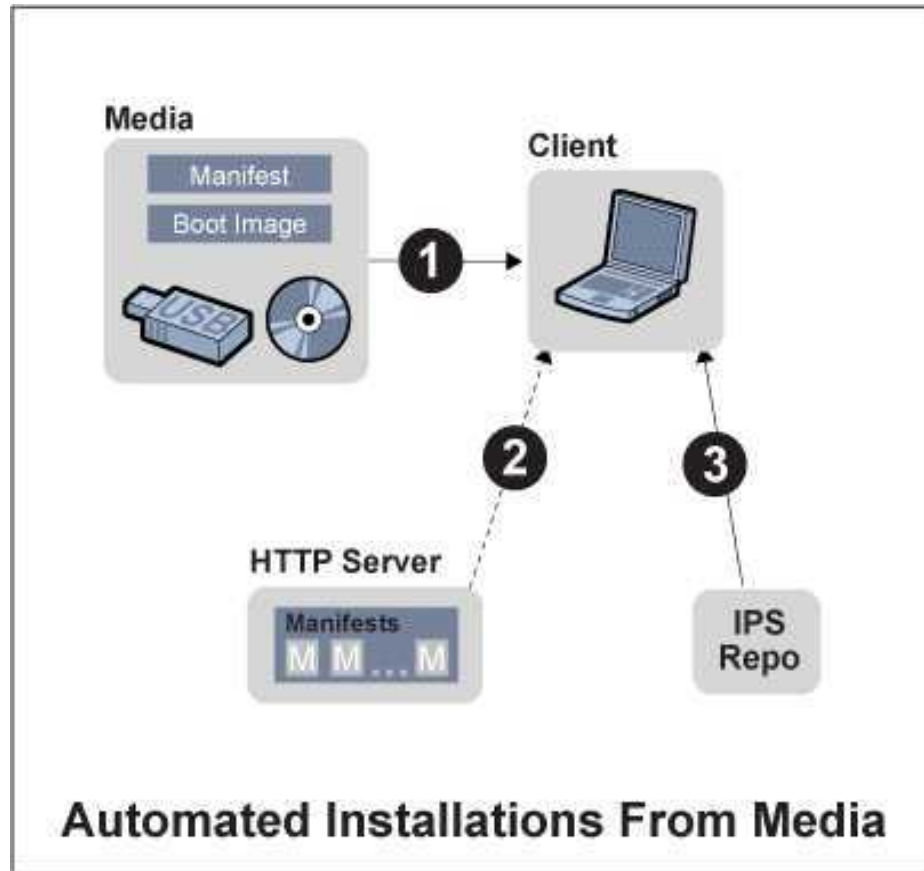 Media
Manifest
Boot Image
USB
Client
1
2
3
HTTP Server
Manifests
M M ... M
IPS
Repo
Automated Installations From Media